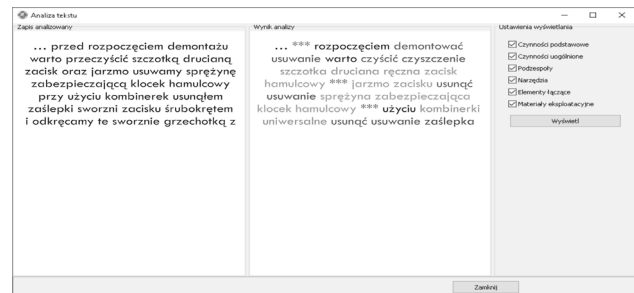 Analiza tekstu
Zapis analizowany
... przed rozpoczęciem demontażu
warto przeczyścić szczotką drucianą
zacisk oraz jarzmo usuwamy sprężynę
zabezpieczającą klocek hamulcowy
przy użyciu kombinerek usunąłem
zaślepki sworzni zacisku śrubokrętem
i odkręcamy te sworznie grzechotką z
Wynik analizy
... *** rozpoczęciem demontować
usuwanie warto czyścić czyszczenie
szczotka druciana ręczna zacisk
hamulcowy *** jarzmo zacisku usunąć
usuwanie sprężyna zabezpieczająca
klocek hamulcowy *** użyciu kombinerki
uniwersalne usunąć usuwanie zaślepka
Ustawienia wyświetlania
Czynności podstawowe
Czynności uogólnione
Podzespoły
Narzędzia
Elementy łączące
Materiały eksploatacyjne
Wyświetl
Zamknij